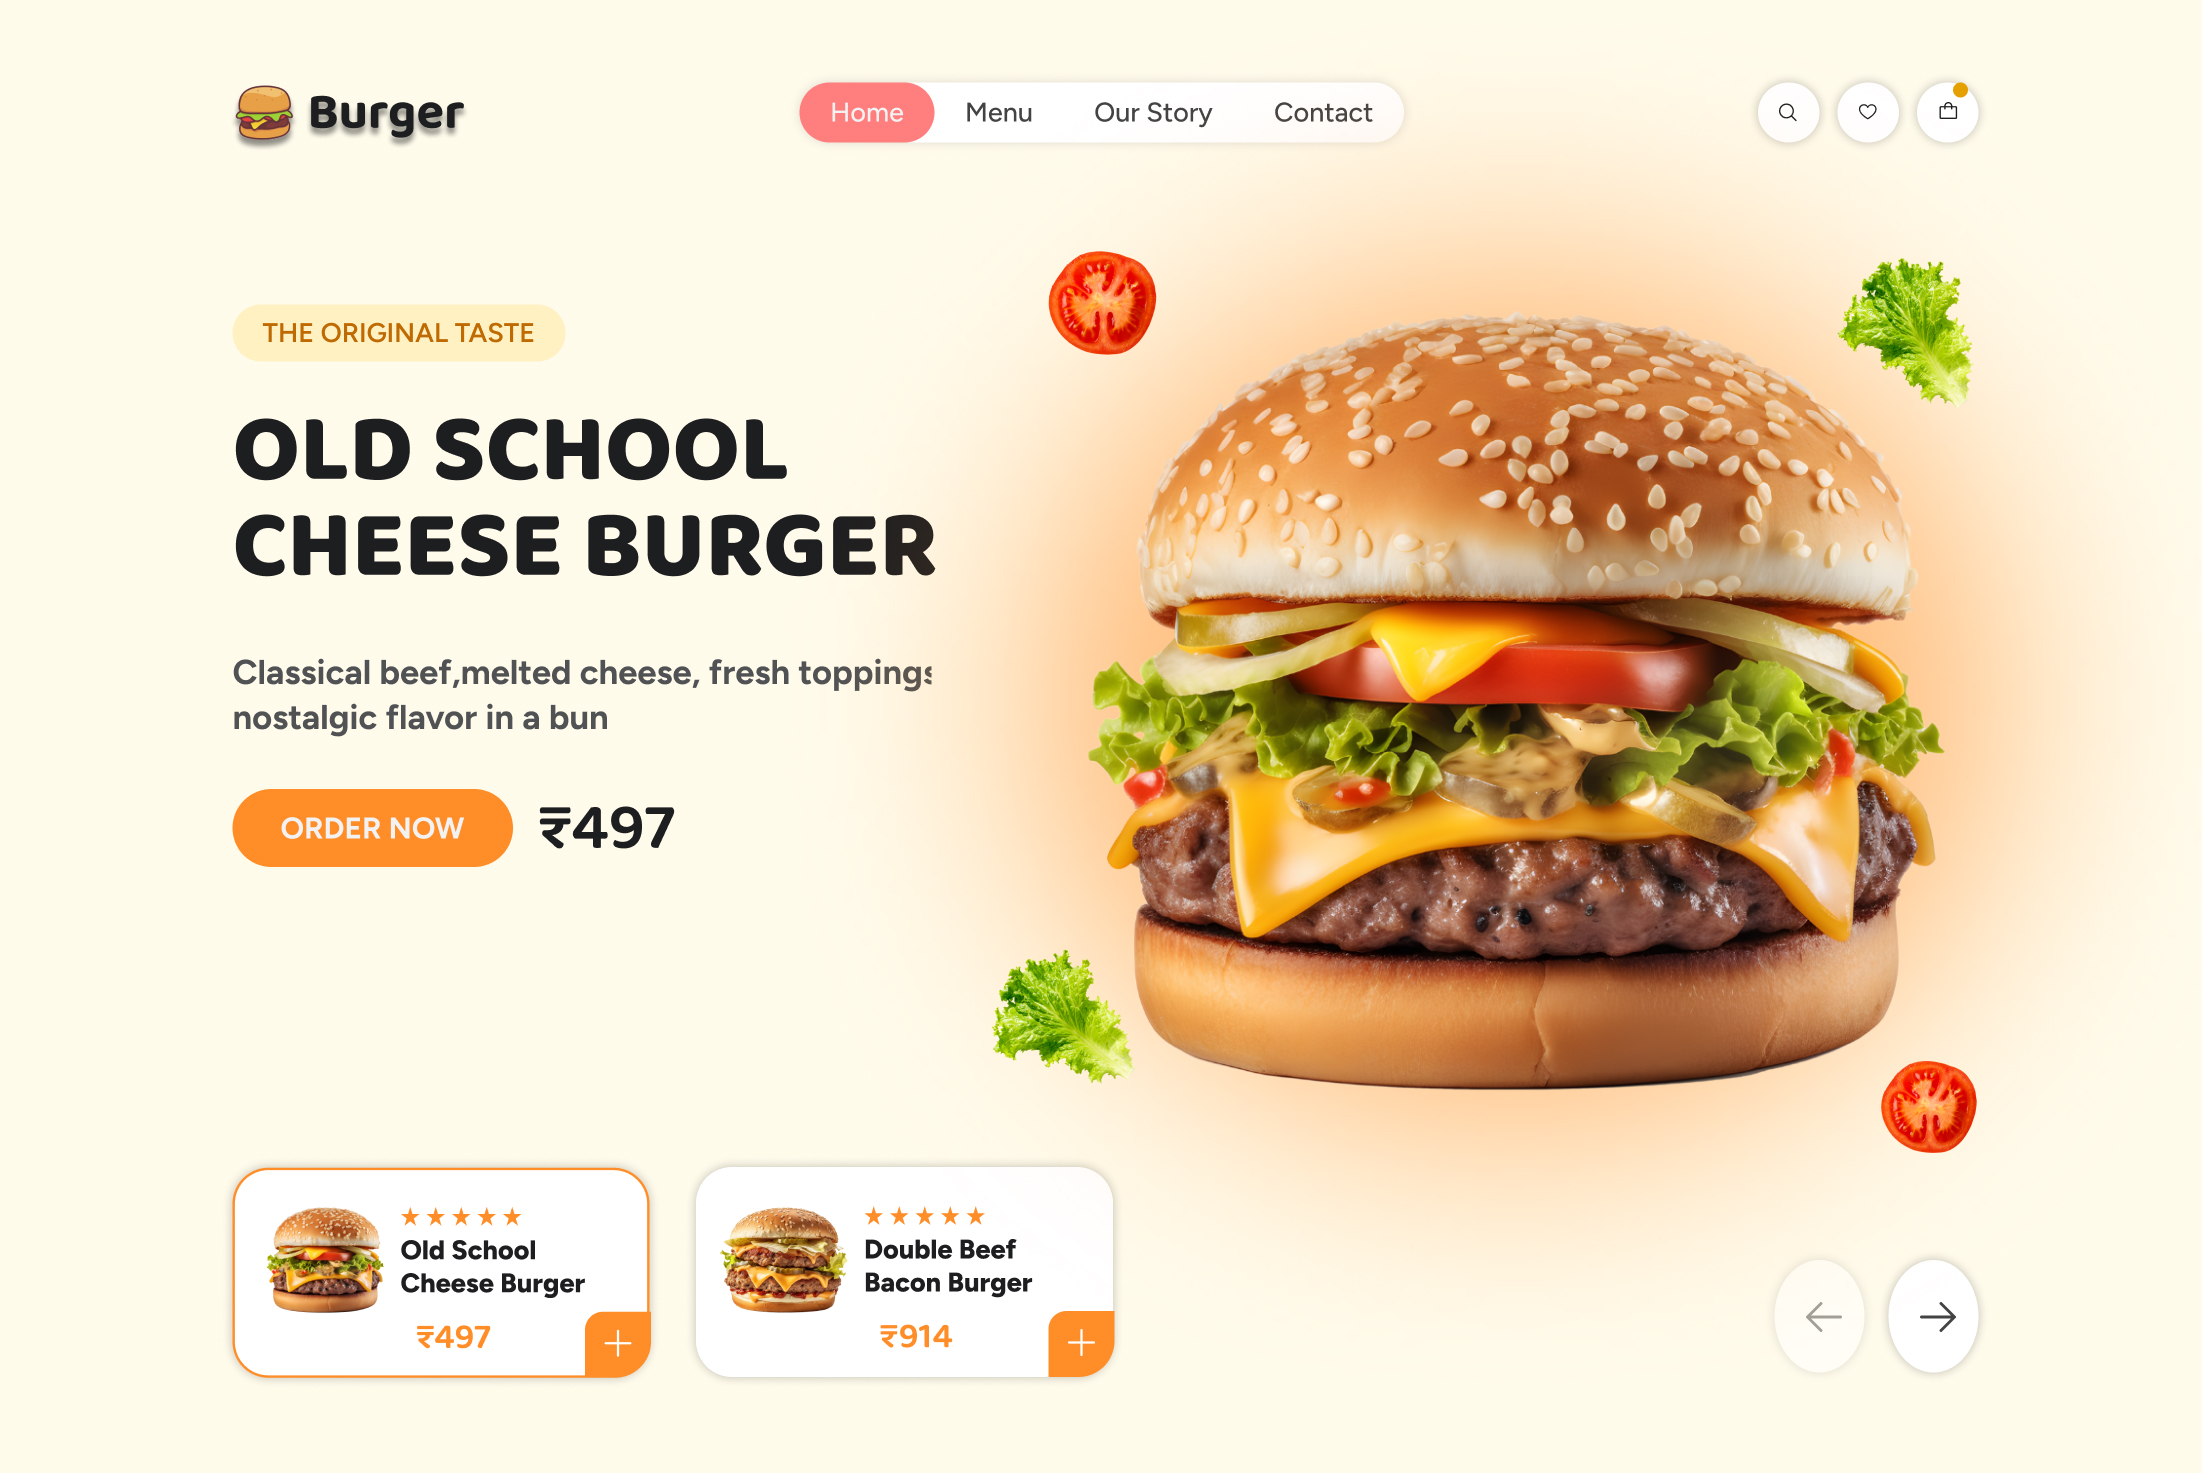 Burger
Home Menu Our Story Contact
THE ORIGINAL TASTE
OLD SCHOOL
CHEESE BURGER
Classical beef,melted cheese, fresh toppings
nostalgic flavor in a bun
ORDER NOW ₹497
Old School
Cheese Burger
₹497
Double Beef
Bacon Burger
₹914